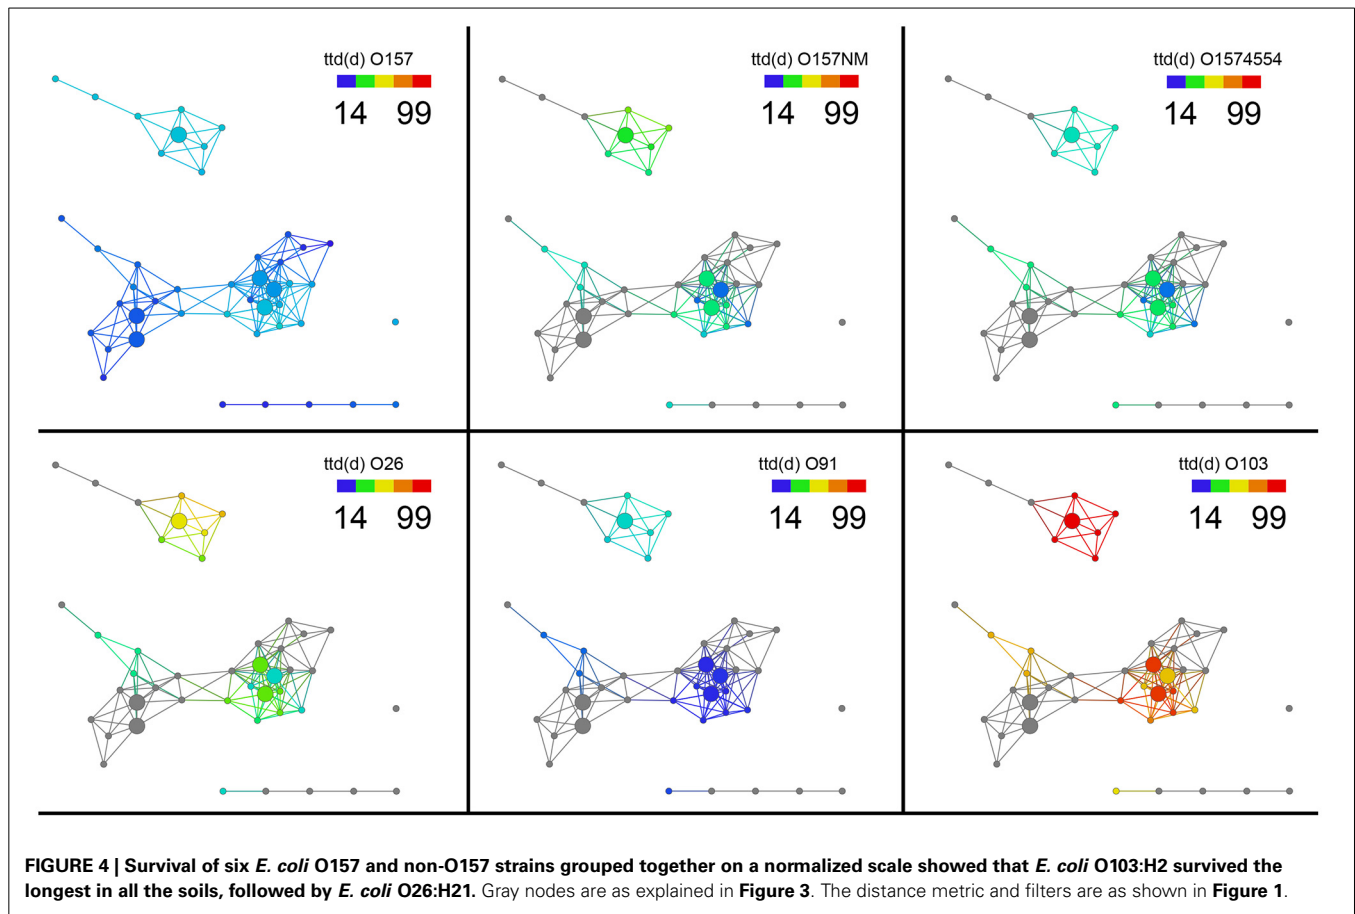 ttd(d) O157
14 99
ttd(d) O157NM
14 99
ttd(d) O1574554
14 99
ttd(d) O26
14 99
ttd(d) O91
14 99
ttd(d) O103
14 99
FIGURE 4 | Survival of six E. coli O157 and non-O157 strains grouped together on a normalized scale showed that E. coli O103:H2 survived the
longest in all the soils, followed by E. coli O26:H21. Gray nodes are as explained in Figure 3. The distance metric and filters are as shown in Figure 1.